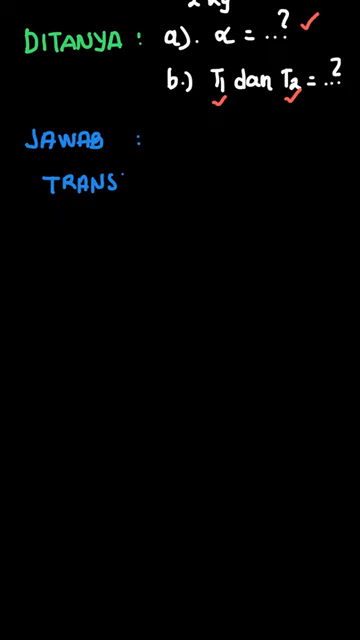 DITANYA : a). α = ...?
b.) T₁ dan T₂ = ...?
JAWAB :
TRANS